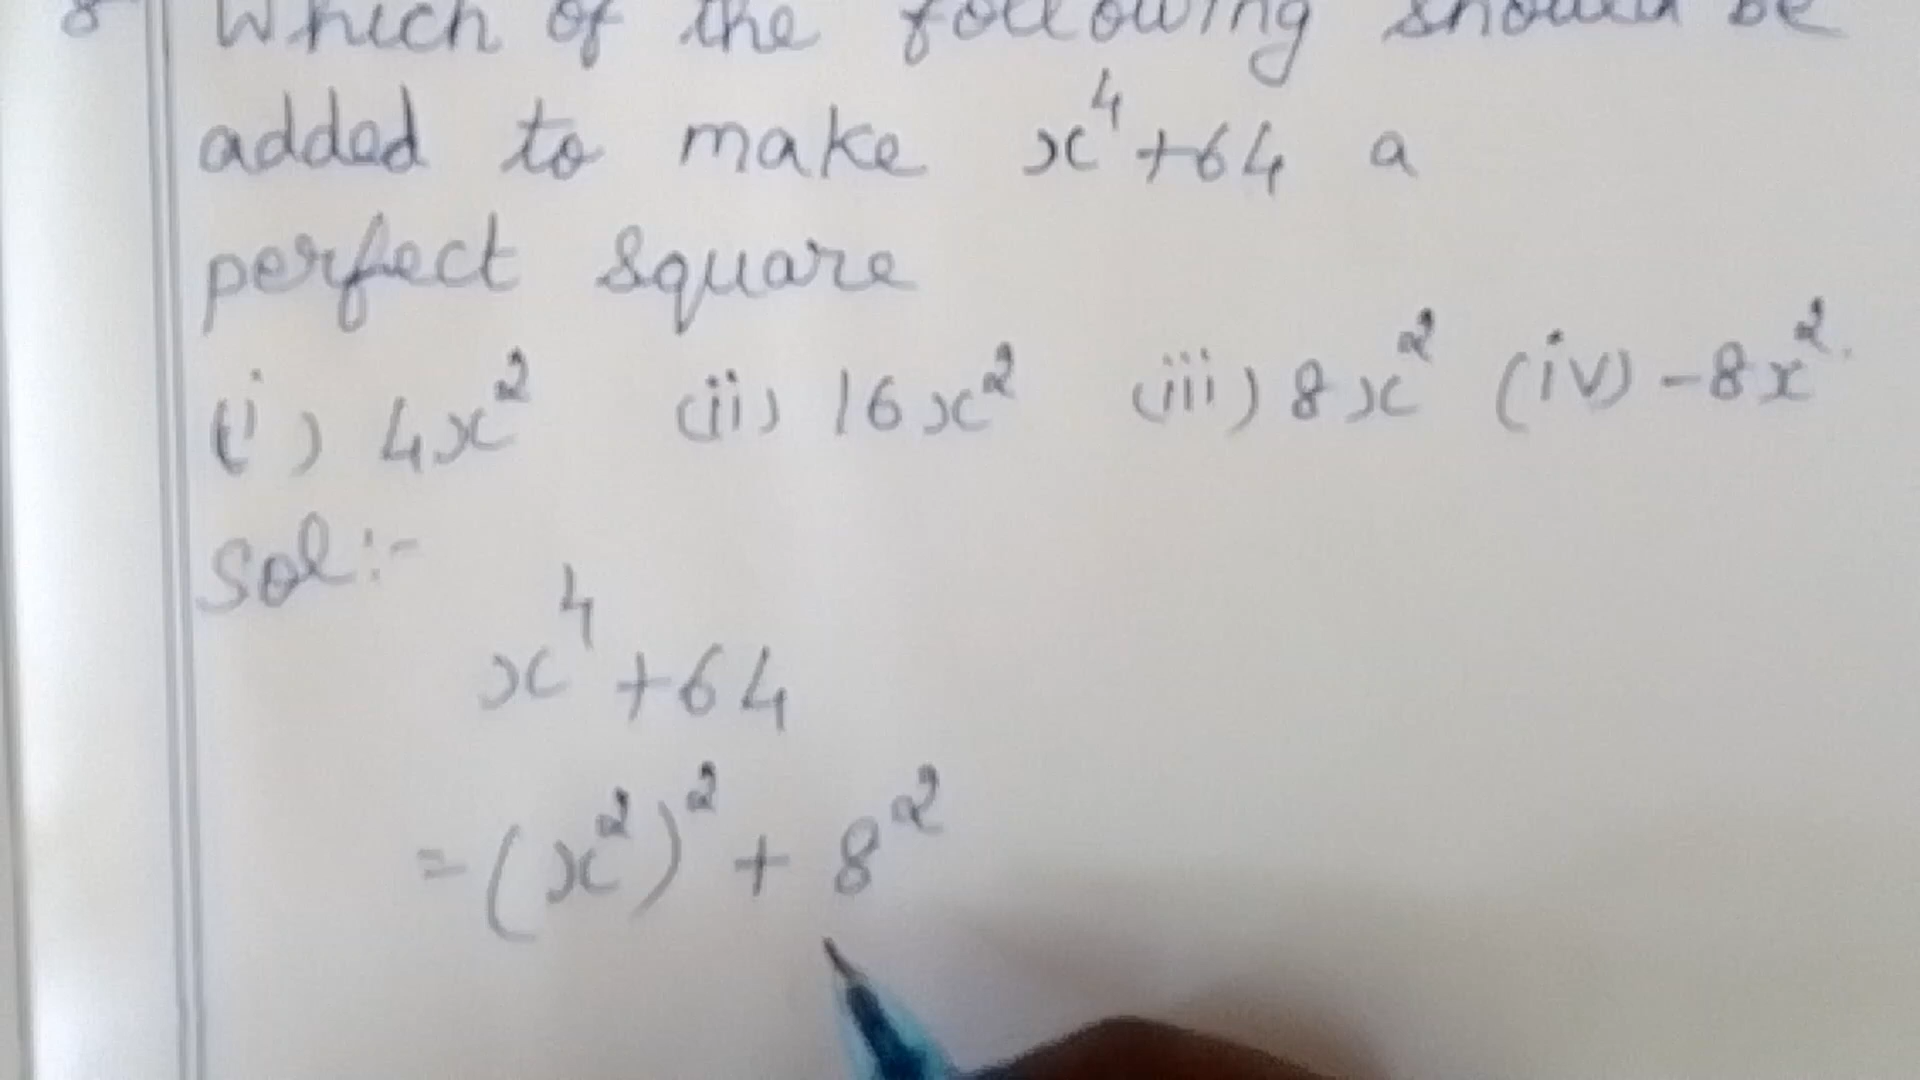 8 Which of the following should be
added to make x⁴+64 a
perfect square
(i) 4x² (ii) 16x² (iii) 8x² (iv) -8x².
Sol:-
x⁴+64
=(x²)²+8²